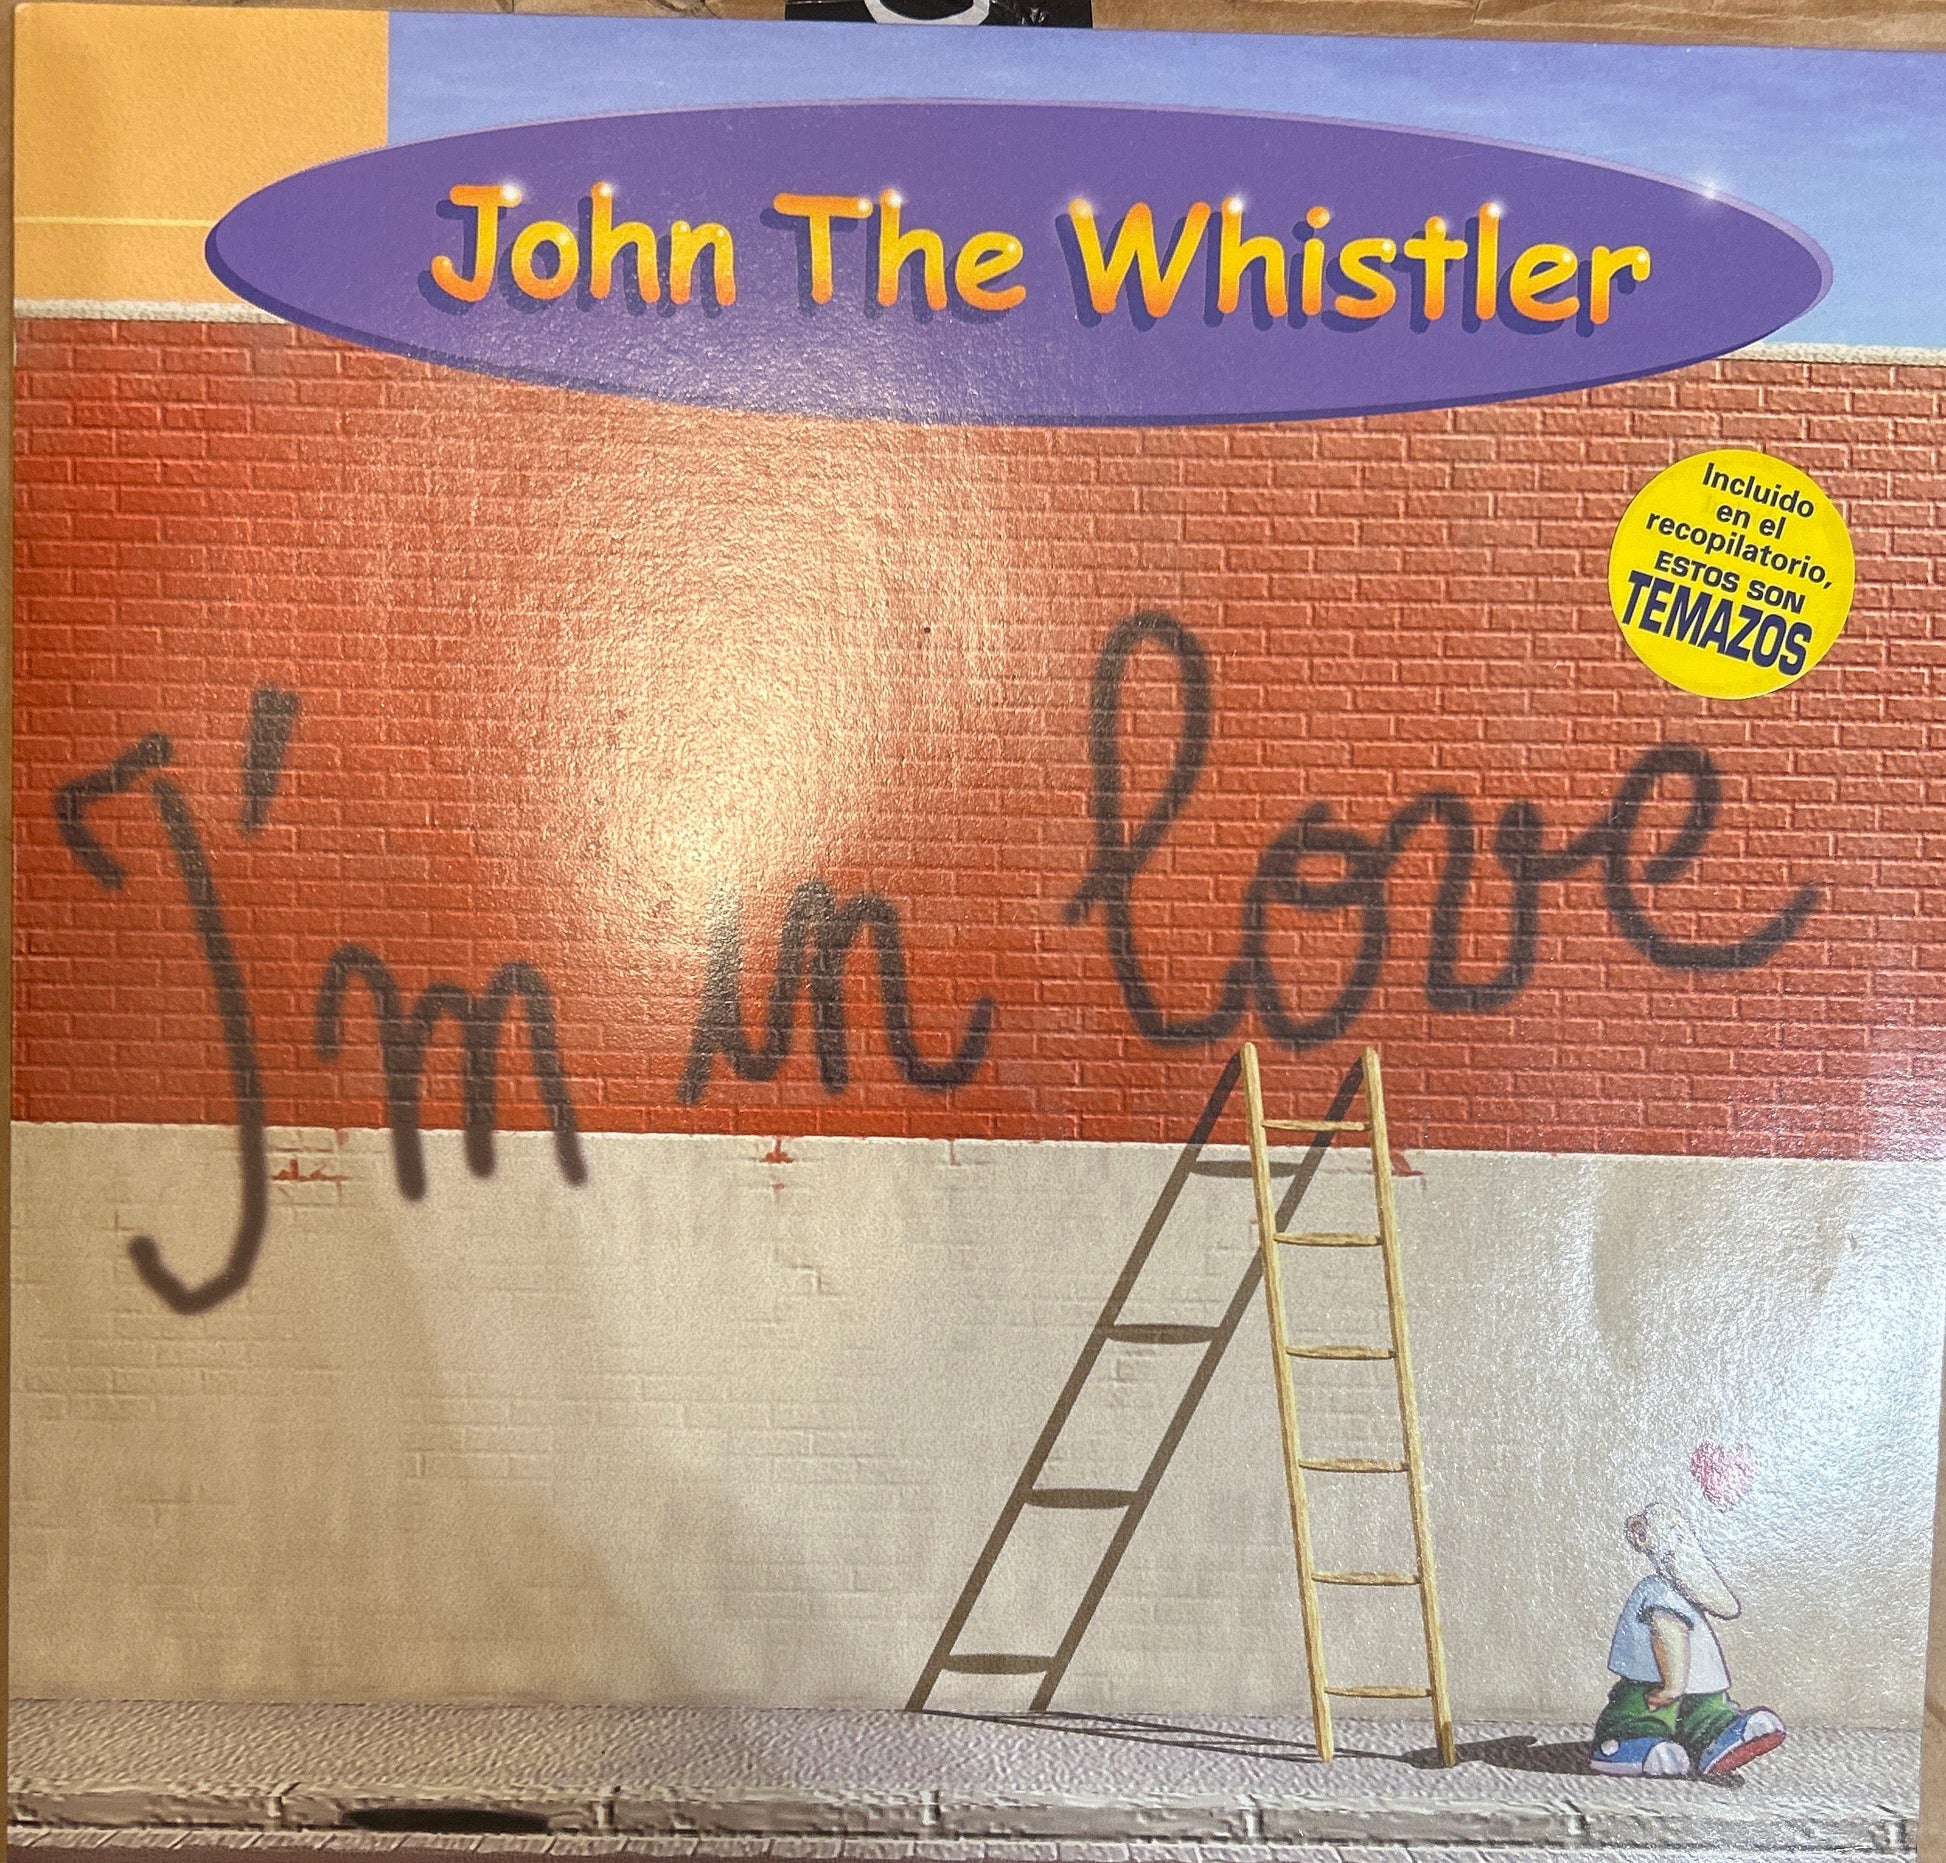 John The Whistler
Incluido
en el
recopilatorio,
ESTOS SON
TEMAZOS
I'm in love